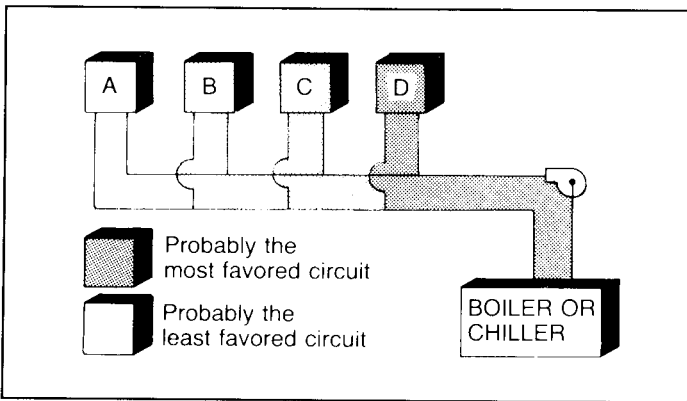 A B C D
Probably the
most favored circuit
Probably the
least favored circuit
BOILER OR
CHILLER